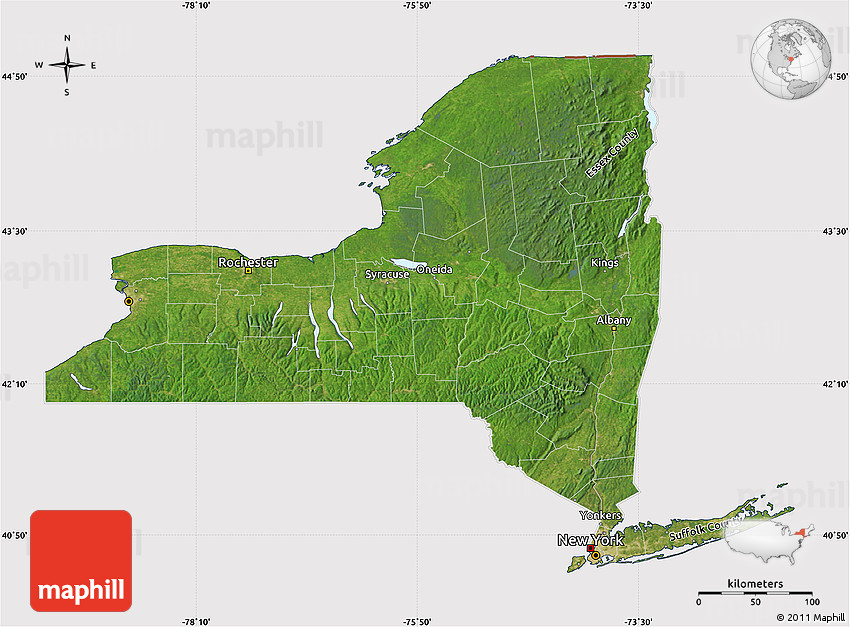 -78°10' -75°50' -73°30'
N
W E
S
44°50' 44°50'
maphill
Essex County
43°30' 43°30'
Rochester
Syracuse
Oneida
Kings
Albany
42°10' 42°10'
maphill
Yonkers
40°50' 40°50'
Suffolk County
New York
maphill
kilometers
0 50 100
-78°10' -75°50' -73°30'
© 2011 Maphill